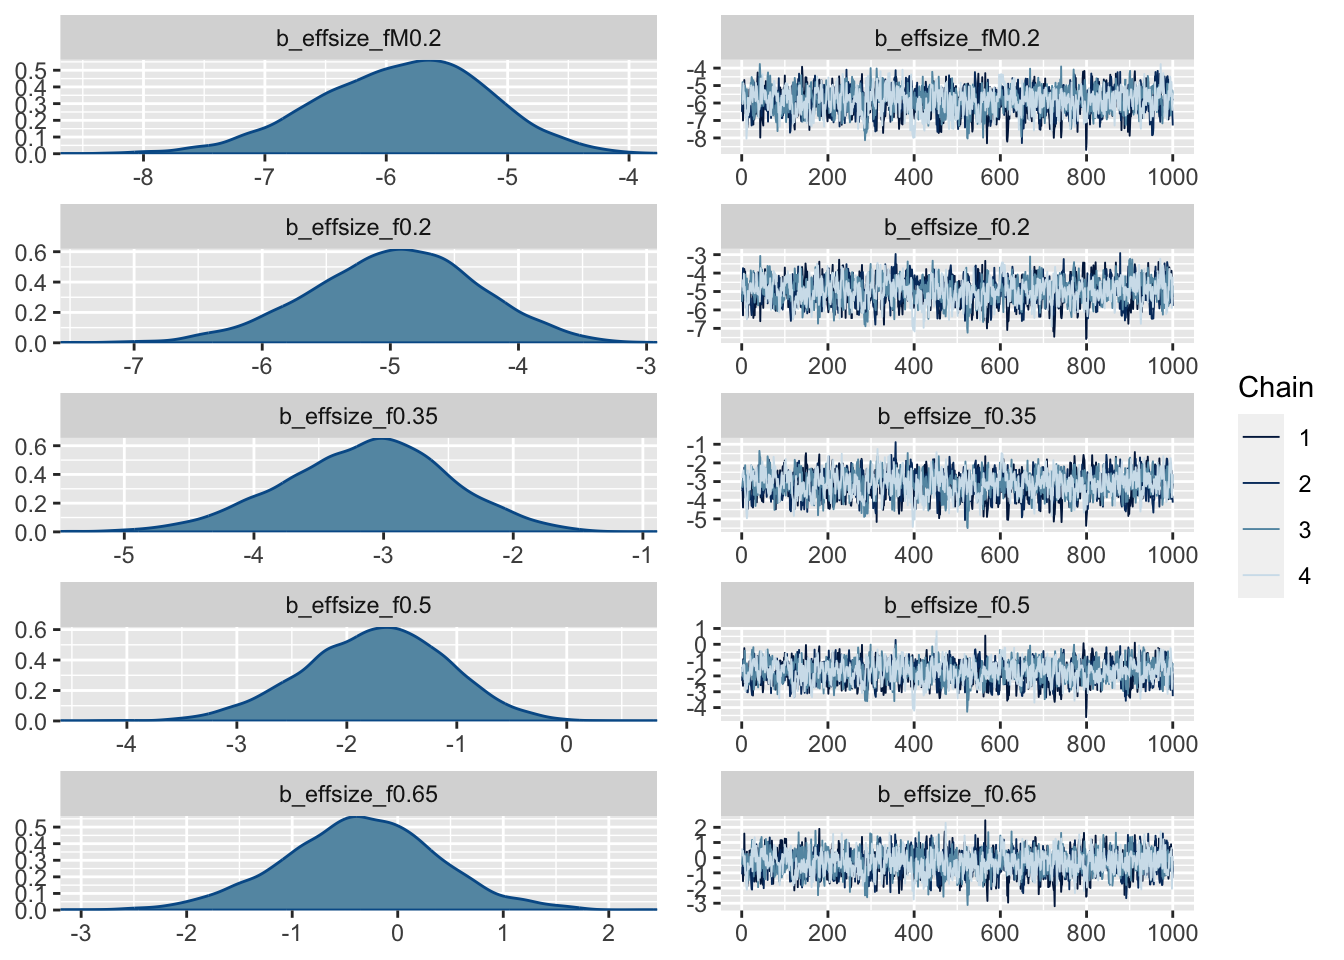 b_effsize_fM0.2
0.5
0.4
0.3
0.2
0.1
0.0
-8 -7 -6 -5 -4
b_effsize_fM0.2
-4
-5
-6
-7
-8
0 200 400 600 800 1000
b_effsize_f0.2
0.6
0.4
0.2
0.0
-7 -6 -5 -4 -3
b_effsize_f0.2
-3
-4
-5
-6
-7
0 200 400 600 800 1000
b_effsize_f0.35
0.6
0.4
0.2
0.0
-5 -4 -3 -2 -1
b_effsize_f0.35
-1
-2
-3
-4
-5
0 200 400 600 800 1000
b_effsize_f0.5
0.6
0.4
0.2
0.0
-4 -3 -2 -1 0
b_effsize_f0.5
1
0
-1
-2
-3
-4
0 200 400 600 800 1000
b_effsize_f0.65
0.5
0.4
0.3
0.2
0.1
0.0
-3 -2 -1 0 1 2
b_effsize_f0.65
2
1
0
-1
-2
-3
0 200 400 600 800 1000
Chain
1
2
3
4